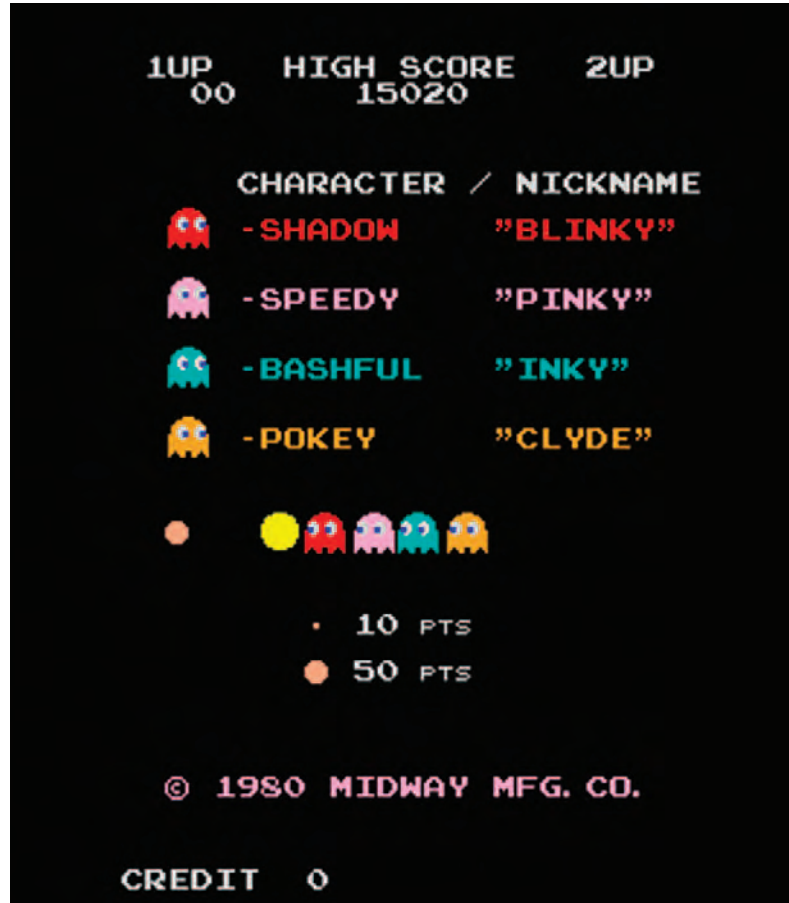 1UP HIGH SCORE 2UP
00 15020
CHARACTER / NICKNAME
-SHADOW "BLINKY"
-SPEEDY "PINKY"
-BASHFUL "INKY"
-POKEY "CLYDE"
10 PTS
50 PTS
© 1980 MIDWAY MFG. CO.
CREDIT 0